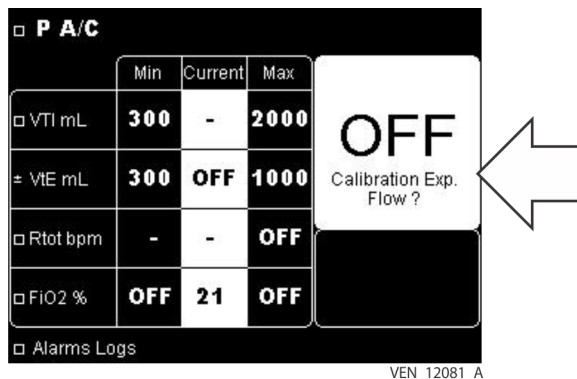 P A/C
Min Current Max
VTI mL 300 - 2000
± VtE mL 300 OFF 1000
Rtot bpm - - OFF
FiO2 % OFF 21 OFF
OFF
Calibration Exp.
Flow ?
Alarms Logs
VEN 12081 A